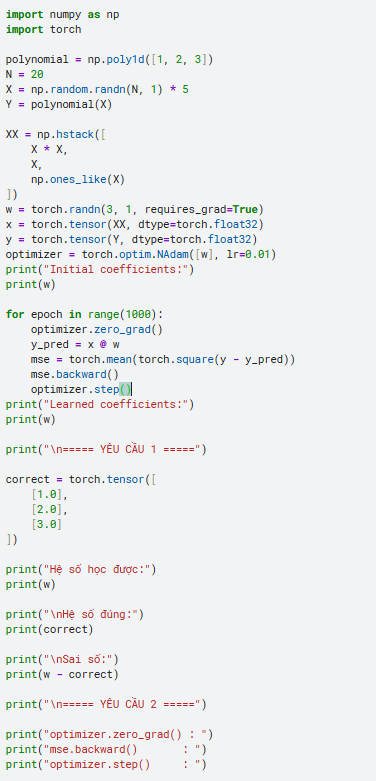 import numpy as np
import torch

polynomial = np.poly1d([1, 2, 3])
N = 20
X = np.random.randn(N, 1) * 5
Y = polynomial(X)

XX = np.hstack([
    X * X,
    X,
    np.ones_like(X)
])
w = torch.randn(3, 1, requires_grad=True)
x = torch.tensor(XX, dtype=torch.float32)
y = torch.tensor(Y, dtype=torch.float32)
optimizer = torch.optim.NAdam([w], lr=0.01)
print("Initial coefficients:")
print(w)

for epoch in range(1000):
    optimizer.zero_grad()
    y_pred = x @ w
    mse = torch.mean(torch.square(y - y_pred))
    mse.backward()
    optimizer.step()
print("Learned coefficients:")
print(w)

print("\n===== YÊU CẦU 1 =====")

correct = torch.tensor([
    [1.0],
    [2.0],
    [3.0]
])

print("Hệ số học được:")
print(w)

print("\nHệ số đúng:")
print(correct)

print("\nSai số:")
print(w - correct)

print("\n===== YÊU CẦU 2 =====")

print("optimizer.zero_grad() : ")
print("mse.backward()       : ")
print("optimizer.step()     : ")